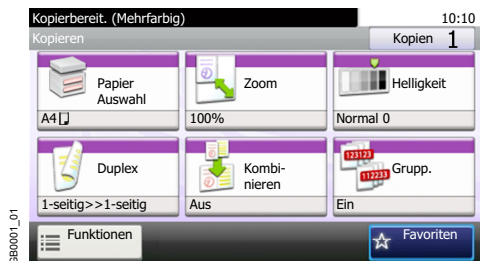 Kopierbereit. (Mehrfarbig) 10:10
Kopieren Kopien 1
Papier Auswahl
A4
Zoom
100%
Helligkeit
Normal 0
Duplex
1-seitig>>1-seitig
Kombi-
nieren
Aus
123123
112233
Grupp.
Ein
Funktionen
Favoriten
GB0001_01